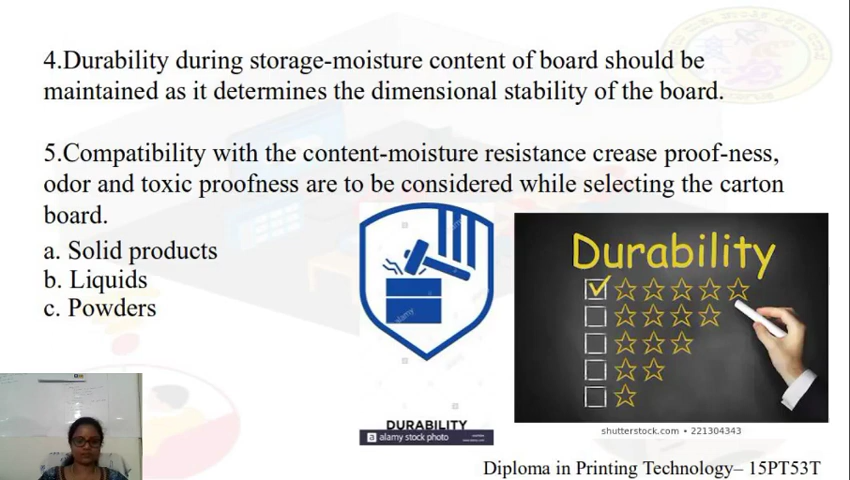 4.Durability during storage-moisture content of board should be
maintained as it determines the dimensional stability of the board.
5.Compatibility with the content-moisture resistance crease proof-ness,
odor and toxic proofness are to be considered while selecting the carton
board.
a. Solid products
b. Liquids
c. Powders
DURABILITY
a alamy stock photo
Durability
shutterstock.com • 221304343
Diploma in Printing Technology– 15PT53T